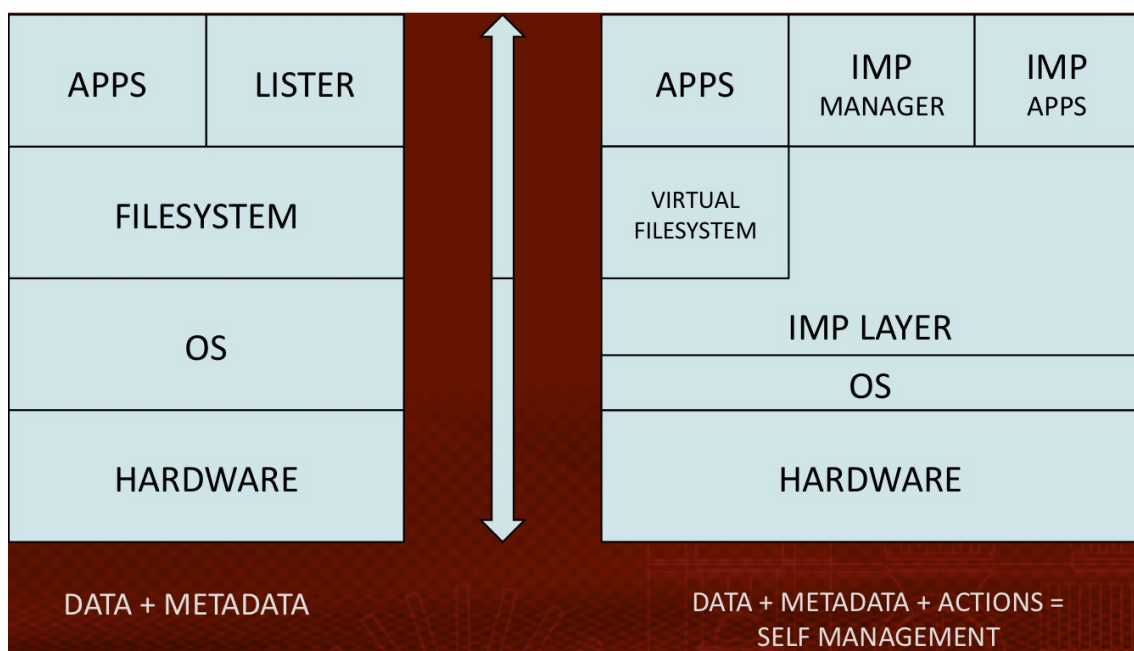 APPS
LISTER
FILESYSTEM
OS
HARDWARE
DATA + METADATA
APPS
IMP
MANAGER
IMP
APPS
VIRTUAL
FILESYSTEM
IMP LAYER
OS
HARDWARE
DATA + METADATA + ACTIONS =
SELF MANAGEMENT